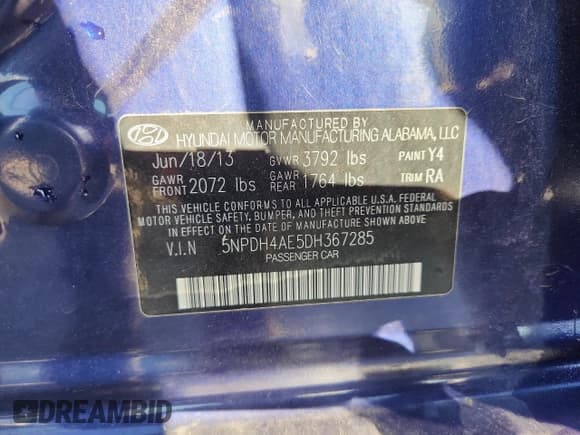 MANUFACTURED BY
HYUNDAI MOTOR MANUFACTURING ALABAMA, LLC
Jun/18/13 GVWR 3792 lbs PAINT Y4
GAWR FRONT 2072 lbs GAWR REAR 1764 lbs TRIM RA
THIS VEHICLE CONFORMS TO ALL APPLICABLE U.S.A. FEDERAL
MOTOR VEHICLE SAFETY, BUMPER, AND THEFT PREVENTION STANDARDS
IN EFFECT ON THE DATE OF MANUFACTURE SHOWN ABOVE.
V.I.N 5NPDH4AE5DH367285
PASSENGER CAR
DREAMBID